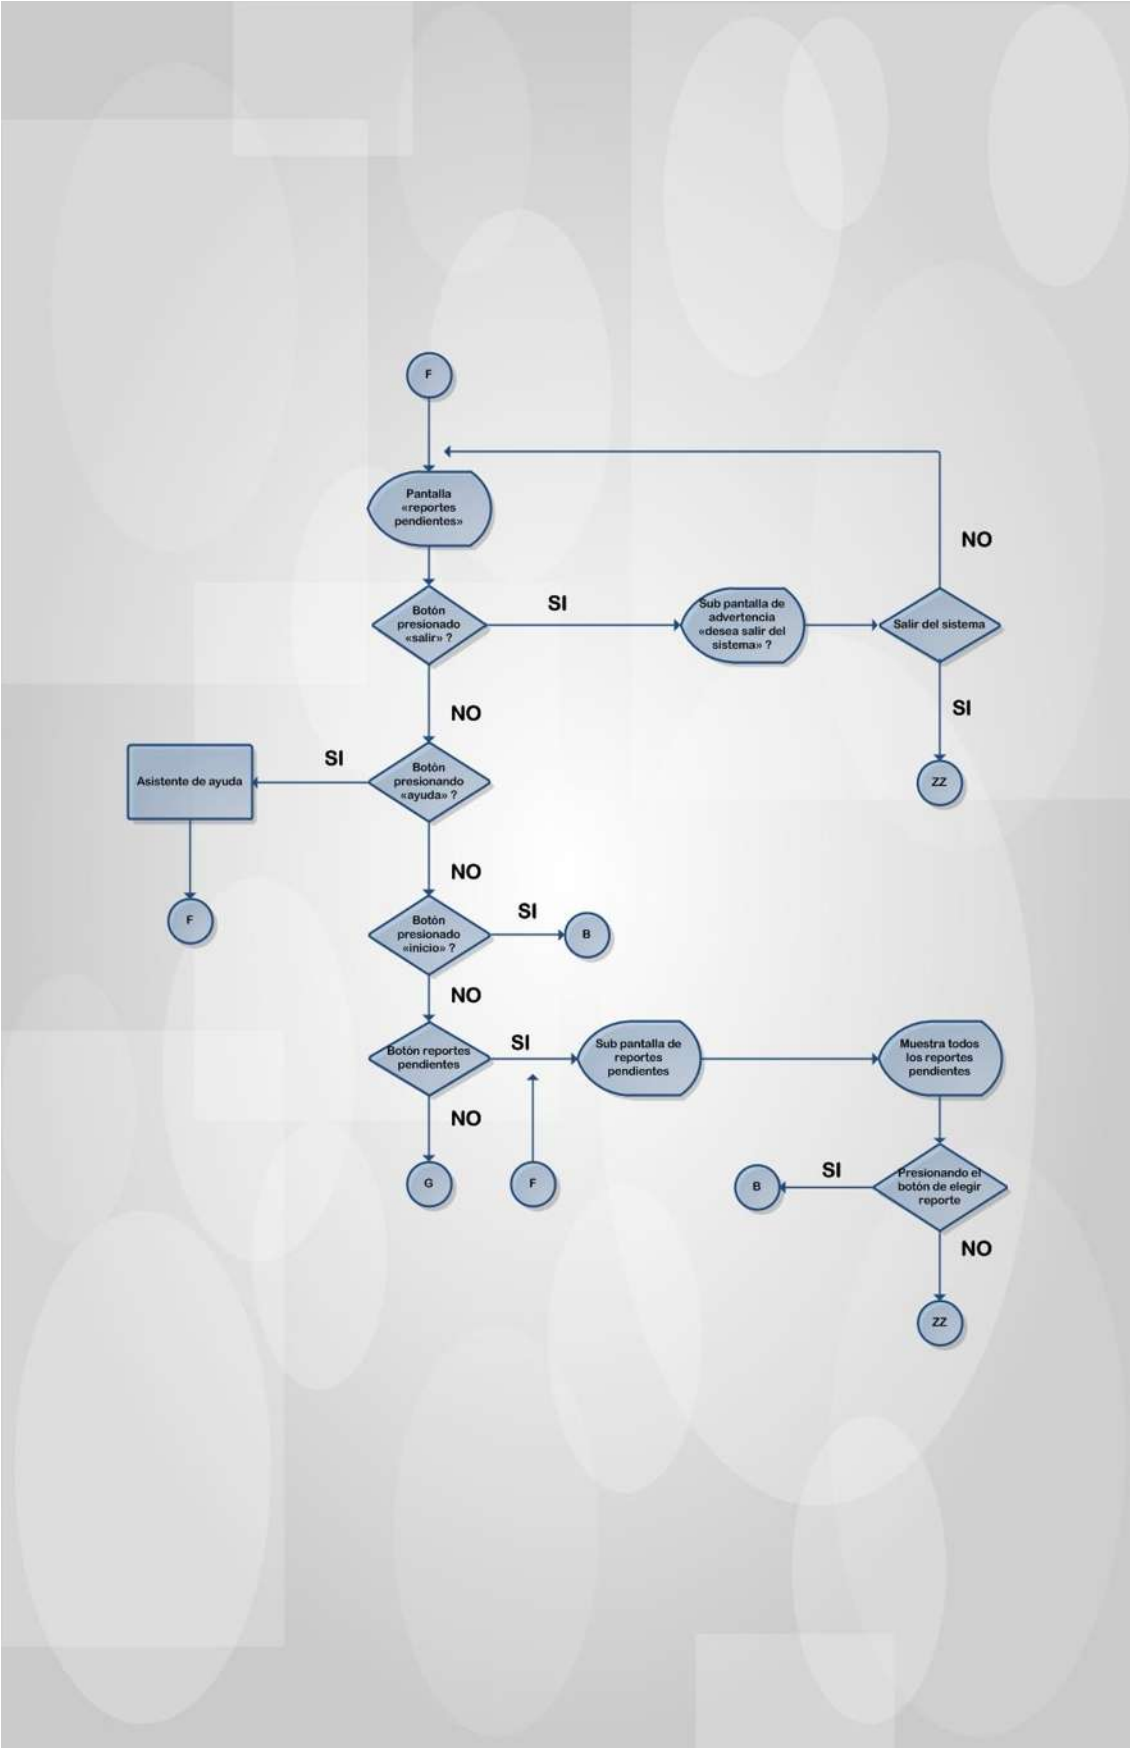 F
Pantalla
«reportes
pendientes»
NO
Botón
presionado
«salir» ?
SI
Sub pantalla de
advertencia
«desea salir del
sistema» ?
Salir del sistema
NO
SI
ZZ
Botón
presionando
«ayuda» ?
SI
Asistente de ayuda
F
NO
Botón
presionado
«inicio» ?
SI
B
NO
Botón reportes
pendientes
SI
Sub pantalla de
reportes
pendientes
Muestra todos
los reportes
pendientes
NO
G
F
B
SI
Presionando el
botón de elegir
reporte
NO
ZZ